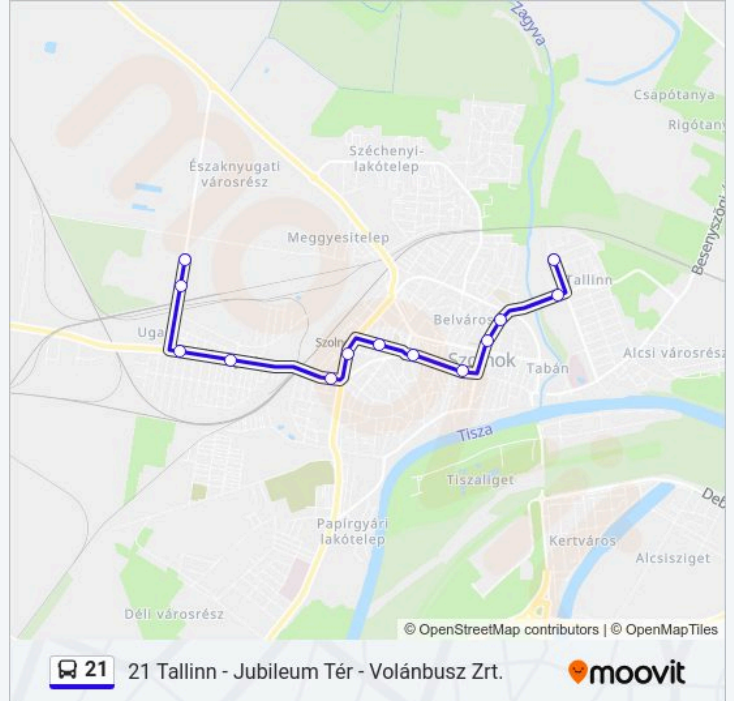 Zagyva
Csapótanya
Rigótany
Széchenyi-
lakótelep
Északnyugati
városrész
Besenyszögi
Meggyesitelep
Tallinn
Belváros
Uga
Szoln
Szolnok
Alcsi városrész
Tabán
Tisza
Tiszaliget
Deb
Papírgyári
lakótelep
Kertváros
Alcsisziget
Déli városrész
© OpenStreetMap contributors | © OpenMapTiles
21 21 Tallinn - Jubileum Tér - Volánbusz Zrt.
moovit